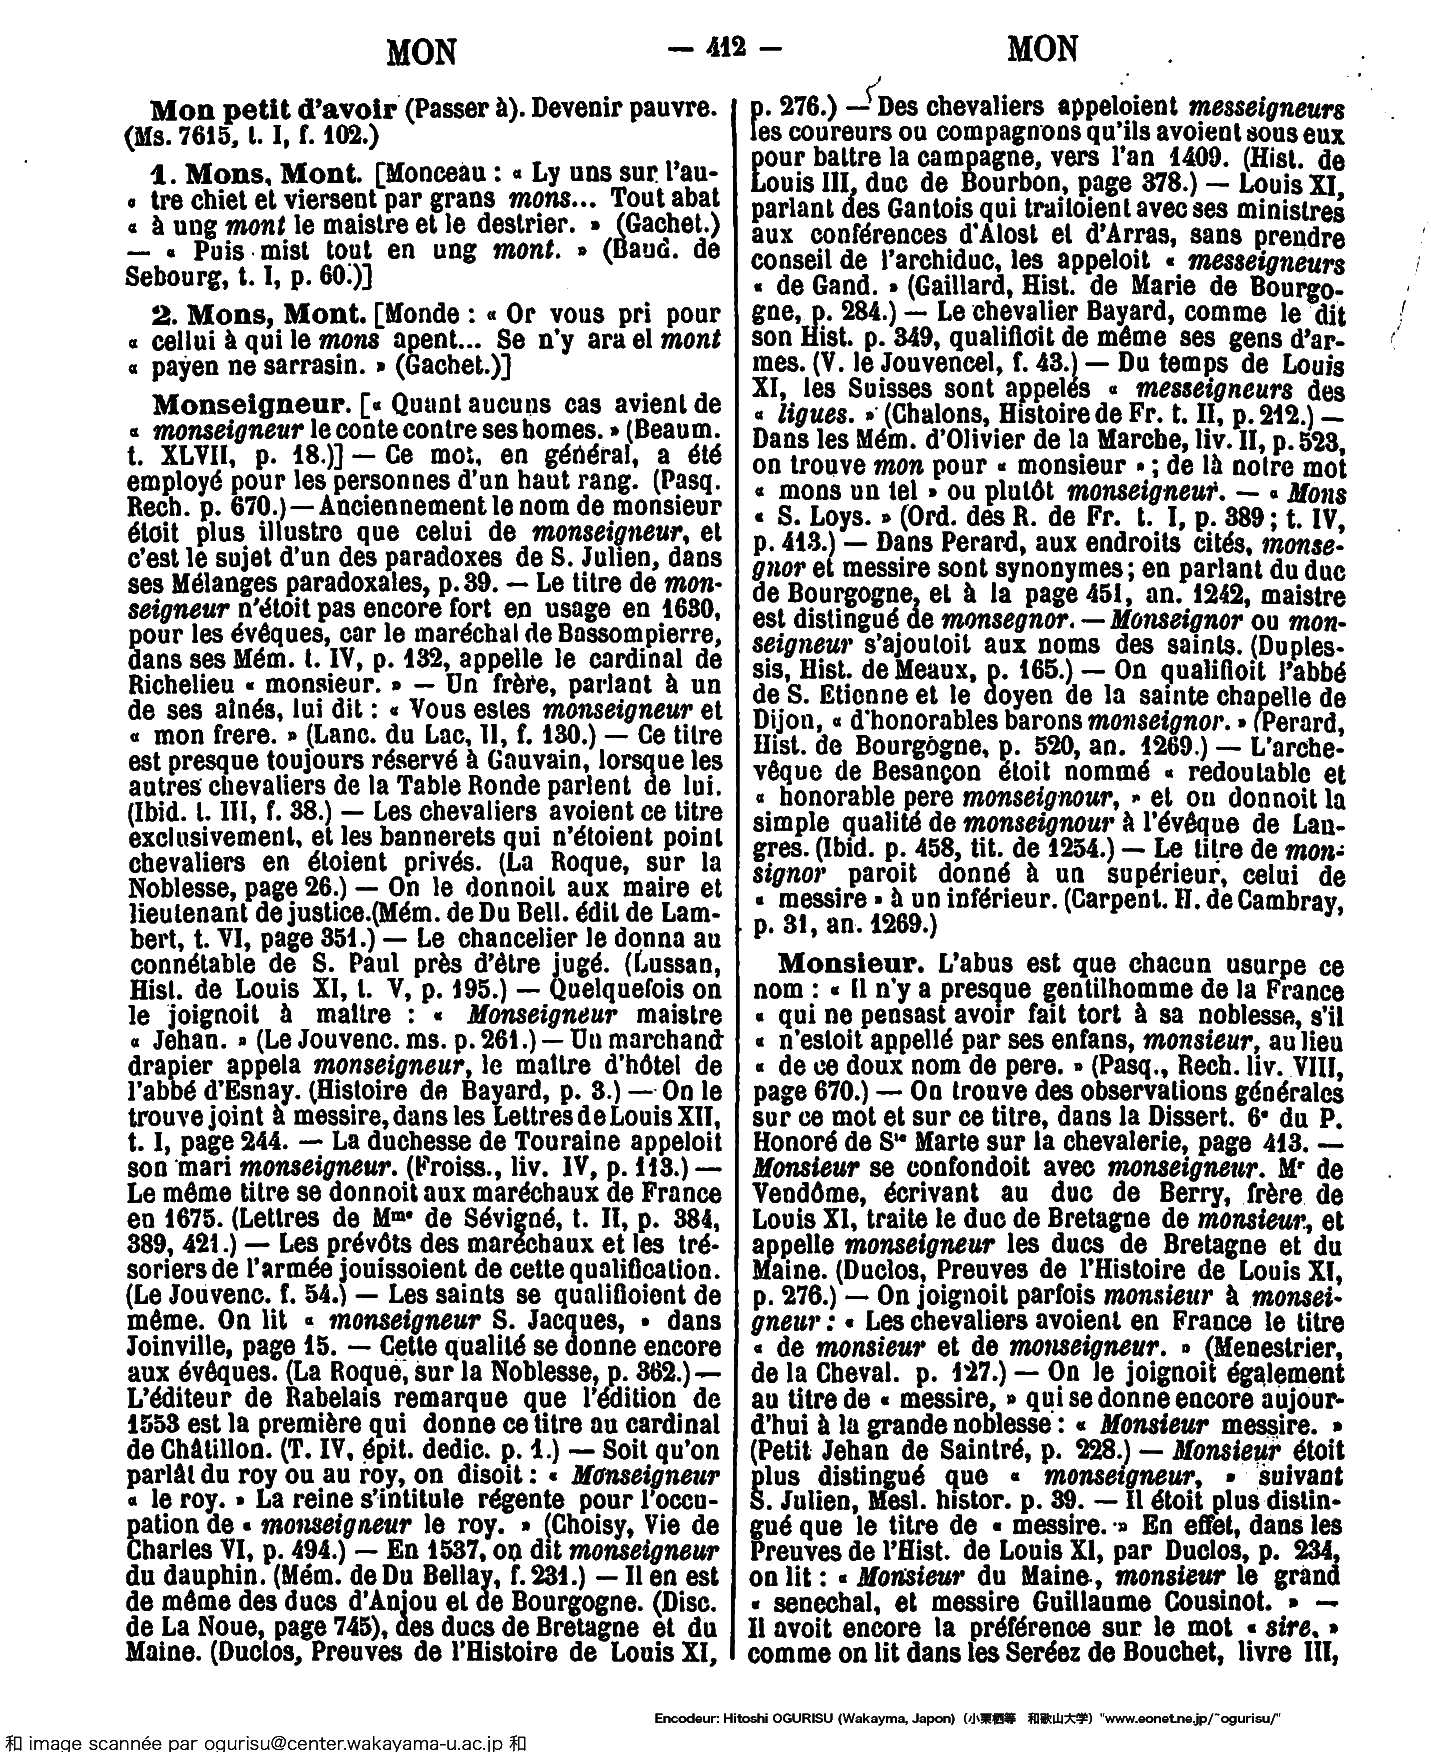 MON
— 412 —
MON
Mon petit d'avoir (Passer à). Devenir pauvre.
(Ms. 7615, t. I, f. 102.)
1. Mons, Mont. [Monceau : « Ly uns sur l'au-
« tre chiet et viersent par grans mons... Tout abat
« à ung mont le maistre et le destrier. » (Gachet.)
— « Puis mist tout en ung mont. » (Baud. de
Sebourg, t. I, p. 60.)]
2. Mons, Mont. [Monde : « Or vous pri pour
« cellui à qui le mons apent... Se n'y ara el mont
« payen ne sarrasin. » (Gachet.)]
Monseigneur. [« Quant aucuns cas avient de
« monseigneur le conte contre ses homes. » (Beaum.
t. XLVII, p. 18.)] — Ce mot, en général, a été
employé pour les personnes d'un haut rang. (Pasq.
Rech. p. 670.) — Anciennement le nom de monsieur
étoit plus illustre que celui de monseigneur, et
c'est le sujet d'un des paradoxes de S. Julien, dans
ses Mélanges paradoxales, p. 39. — Le titre de mon-
seigneur n'étoit pas encore fort en usage en 1630,
pour les évêques, car le maréchal de Bassompierre,
dans ses Mém. t. IV, p. 132, appelle le cardinal de
Richelieu « monsieur. » — Un frère, parlant à un
de ses aînés, lui dit : « Vous estes monseigneur et
« mon frere. » (Lanc. du Lac, II, f. 130.) — Ce titre
est presque toujours réservé à Gauvain, lorsque les
autres chevaliers de la Table Ronde parlent de lui.
(Ibid. t. III, f. 38.) — Les chevaliers avoient ce titre
exclusivement, et les bannerets qui n'étoient point
chevaliers en étoient privés. (La Roque, sur la
Noblesse, page 26.) — On le donnoit aux maire et
lieutenant de justice.(Mém. de Du Bell. édit de Lam-
bert, t. VI, page 351.) — Le chancelier le donna au
connétable de S. Paul près d'être jugé. (Lussan,
Hist. de Louis XI, t. V, p. 195.) — Quelquefois on
le joignoit à maître : « Monseigneur maistre
« Jehan. » (Le Jouvenc. ms. p. 261.) — Un marchand
drapier appela monseigneur, le maître d'hôtel de
l'abbé d'Esnay. (Histoire de Bayard, p. 3.) — On le
trouve joint à messire, dans les Lettres de Louis XII,
t. I, page 244. — La duchesse de Touraine appeloit
son mari monseigneur. (Froiss., liv. IV, p. 113.) —
Le même titre se donnoit aux maréchaux de France
en 1675. (Lettres de Mme de Sévigné, t. II, p. 384,
389, 421.) — Les prévôts des maréchaux et les tré-
soriers de l'armée jouissoient de cette qualification.
(Le Jouvenc. f. 54.) — Les saints se qualifioient de
même. On lit « monseigneur S. Jacques, » dans
Joinville, page 15. — Cette qualité se donne encore
aux évêques. (La Roque, sur la Noblesse, p. 362.) —
L'éditeur de Rabelais remarque que l'édition de
1553 est la première qui donne ce titre au cardinal
de Châtillon. (T. IV, épit. dedic. p. 1.) — Soit qu'on
parlât du roy ou au roy, on disoit : « Monseigneur
« le roy. » La reine s'intitule régente pour l'occu-
pation de « monseigneur le roy. » (Choisy, Vie de
Charles VI, p. 494.) — En 1537, on dit monseigneur
du dauphin. (Mém. de Du Bellay, f. 231.) — Il en est
de même des ducs d'Anjou et de Bourgogne. (Disc.
de La Noue, page 745), des ducs de Bretagne et du
Maine. (Duclos, Preuves de l'Histoire de Louis XI,
p. 276.) — Des chevaliers appeloient messeigneurs
les coureurs ou compagnons qu'ils avoient sous eux
pour battre la campagne, vers l'an 1409. (Hist. de
Louis III, duc de Bourbon, page 378.) — Louis XI,
parlant des Gantois qui traitoient avec ses ministres
aux conférences d'Alost et d'Arras, sans prendre
conseil de l'archiduc, les appeloit « messeigneurs
« de Gand. » (Gaillard, Hist. de Marie de Bourgo-
gne, p. 284.) — Le chevalier Bayard, comme le dit
son Hist. p. 349, qualifioit de même ses gens d'ar-
mes. (V. le Jouvencel, f. 43.) — Du temps de Louis
XI, les Suisses sont appelés « messeigneurs des
« ligues. » (Chalons, Histoire de Fr. t. II, p. 212.) —
Dans les Mém. d'Olivier de la Marche, liv. II, p. 523,
on trouve mon pour « monsieur » ; de là notre mot
« mons un tel » ou plutôt monseigneur. — « Mons
« S. Loys. » (Ord. des R. de Fr. t. I, p. 389 ; t. IV,
p. 413.) — Dans Perard, aux endroits cités, monse-
gnor et messire sont synonymes ; en parlant du duc
de Bourgogne, et à la page 451, an. 1242, maistre
est distingué de monsegnor. — Monseignor ou mon-
seigneur s'ajoutoit aux noms des saints. (Duples-
sis, Hist. de Meaux, p. 165.) — On qualifioit l'abbé
de S. Etienne et le doyen de la sainte chapelle de
Dijon, « d'honorables barons monseignor. » (Perard,
Hist. de Bourgogne, p. 520, an. 1269.) — L'arche-
vêque de Besançon étoit nommé « redoutable et
« honorable pere monseignour, » et on donnoit la
simple qualité de monseignour à l'évêque de Lan-
gres. (Ibid. p. 458, tit. de 1254.) — Le titre de mon-
signor paroit donné à un supérieur, celui de
« messire » à un inférieur. (Carpent. H. de Cambray,
p. 31, an. 1269.)
Monsieur. L'abus est que chacun usurpe ce
nom : « Il n'y a presque gentilhomme de la France
« qui ne pensast avoir fait tort à sa noblesse, s'il
« n'estoit appellé par ses enfans, monsieur, au lieu
« de ce doux nom de pere. » (Pasq., Rech. liv. VIII,
page 670.) — On trouve des observations générales
sur ce mot et sur ce titre, dans la Dissert. 6e du P.
Honoré de Ste Marte sur la chevalerie, page 413. —
Monsieur se confondoit avec monseigneur. Mr de
Vendôme, écrivant au duc de Berry, frère de
Louis XI, traite le duc de Bretagne de monsieur, et
appelle monseigneur les ducs de Bretagne et du
Maine. (Duclos, Preuves de l'Histoire de Louis XI,
p. 276.) — On joignoit parfois monsieur à monsei-
gneur : « Les chevaliers avoient en France le titre
« de monsieur et de monseigneur. » (Menestrier,
de la Cheval. p. 127.) — On le joignoit également
au titre de « messire, » qui se donne encore aujour-
d'hui à la grande noblesse : « Monsieur messire. »
(Petit Jehan de Saintré, p. 228.) — Monsieur étoit
plus distingué que « monseigneur, » suivant
S. Julien, Mesl. histor. p. 39. — Il étoit plus distin-
gué que le titre de « messire. » En effet, dans les
Preuves de l'Hist. de Louis XI, par Duclos, p. 234,
on lit : « Monsieur du Maine, monsieur le grand
« senechal, et messire Guillaume Cousinot. » —
Il avoit encore la préférence sur le mot « sire, »
comme on lit dans les Seréez de Bouchet, livre III,
Encodeur: Hitoshi OGURISU (Wakayma, Japon) (小栗栖等 和歌山大学) "www.eonet.ne.jp/~ogurisu/"
和 image scannée par ogurisu@center.wakayama-u.ac.jp 和